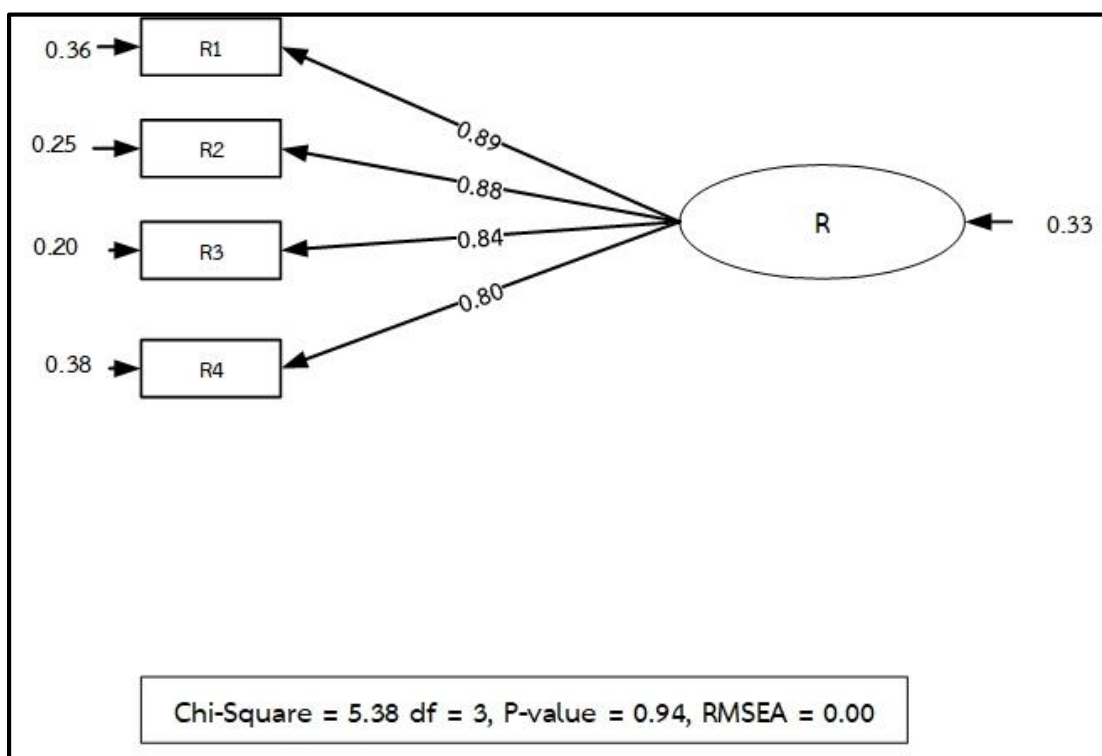 0.36
R1
0.89
0.25
R2
0.88
0.20
R3
0.84
0.38
R4
0.80
R
0.33
Chi-Square = 5.38 df = 3, P-value = 0.94, RMSEA = 0.00